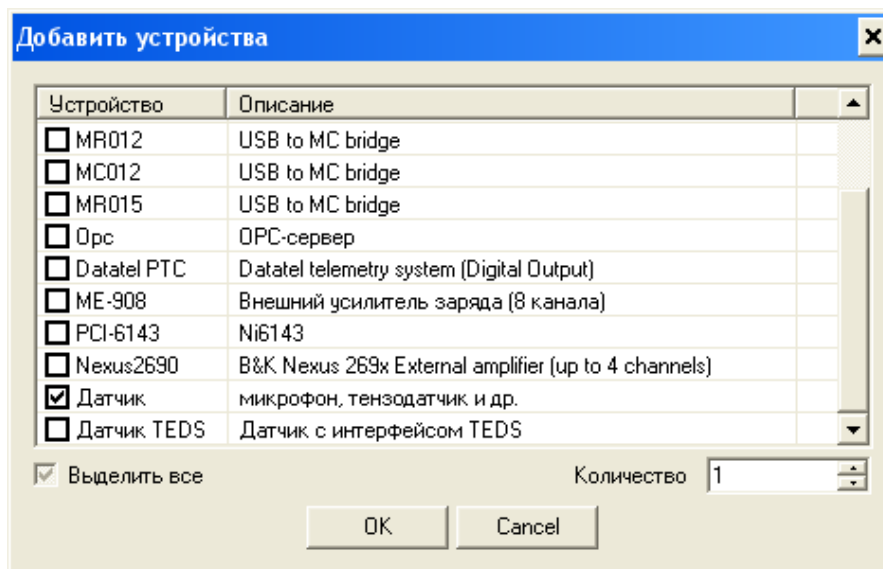 Добавить устройства
Устройство Описание
MR012 USB to MC bridge
MC012 USB to MC bridge
MR015 USB to MC bridge
Opc OPC-сервер
Datatel PTC Datatel telemetry system (Digital Output)
ME-908 Внешний усилитель заряда (8 канала)
PCI-6143 Ni6143
Nexus2690 B&K Nexus 269x External amplifier (up to 4 channels)
Датчик микрофон, тензодатчик и др.
Датчик TEDS Датчик с интерфейсом TEDS
Выделить все Количество 1
OK Cancel